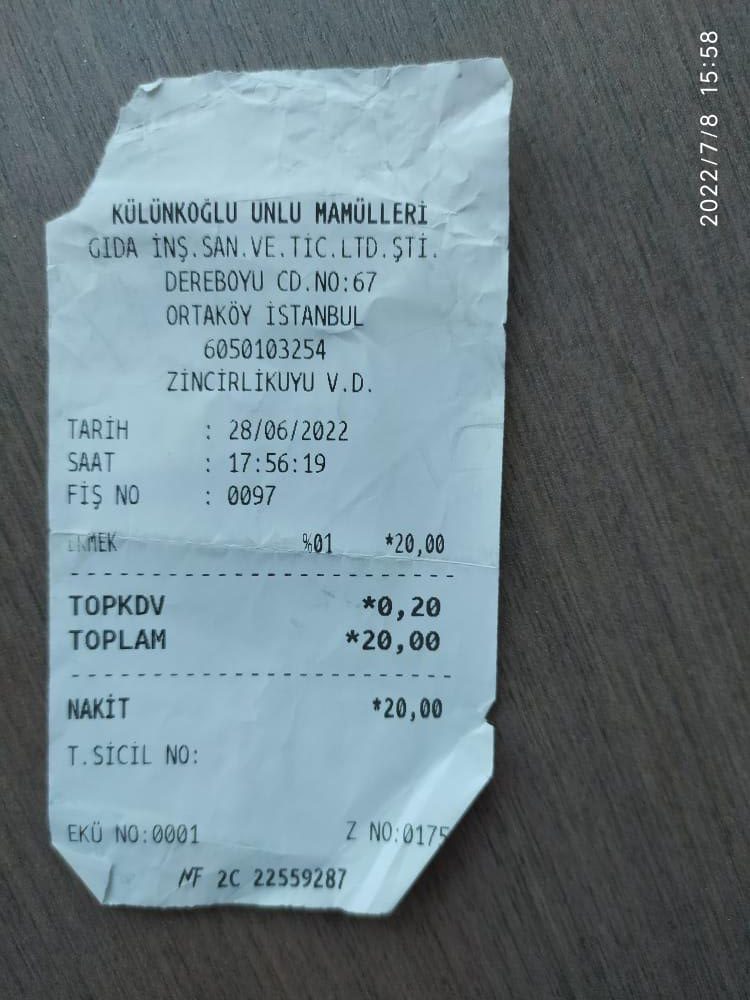 KÜLÜNKOĞLU UNLU MAMÜLLERİ
GIDA İNŞ.SAN.VE.TİC.LTD.ŞTİ.
DEREBOYU CD.NO:67
ORTAKÖY İSTANBUL
6050103254
ZİNCİRLİKUYU V.D.
TARİH : 28/06/2022
SAAT : 17:56:19
FİŞ NO : 0097
EKMEK %01 *20,00
TOPKDV *0,20
TOPLAM *20,00
NAKİT *20,00
T.SİCİL NO:
EKÜ NO:0001 Z NO:0175
MF 2C 22559287
2022/7/8 15:58